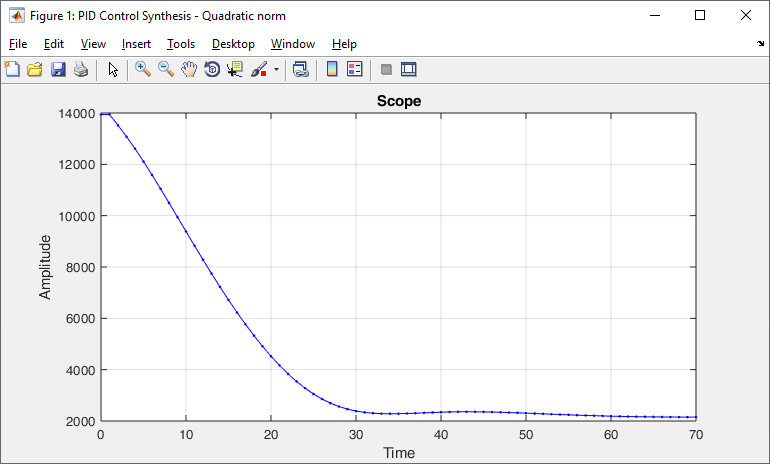 Figure 1: PID Control Synthesis - Quadratic norm
File Edit View Insert Tools Desktop Window Help
Scope
14000
12000
10000
8000
6000
4000
2000
Amplitude
0 10 20 30 40 50 60 70
Time